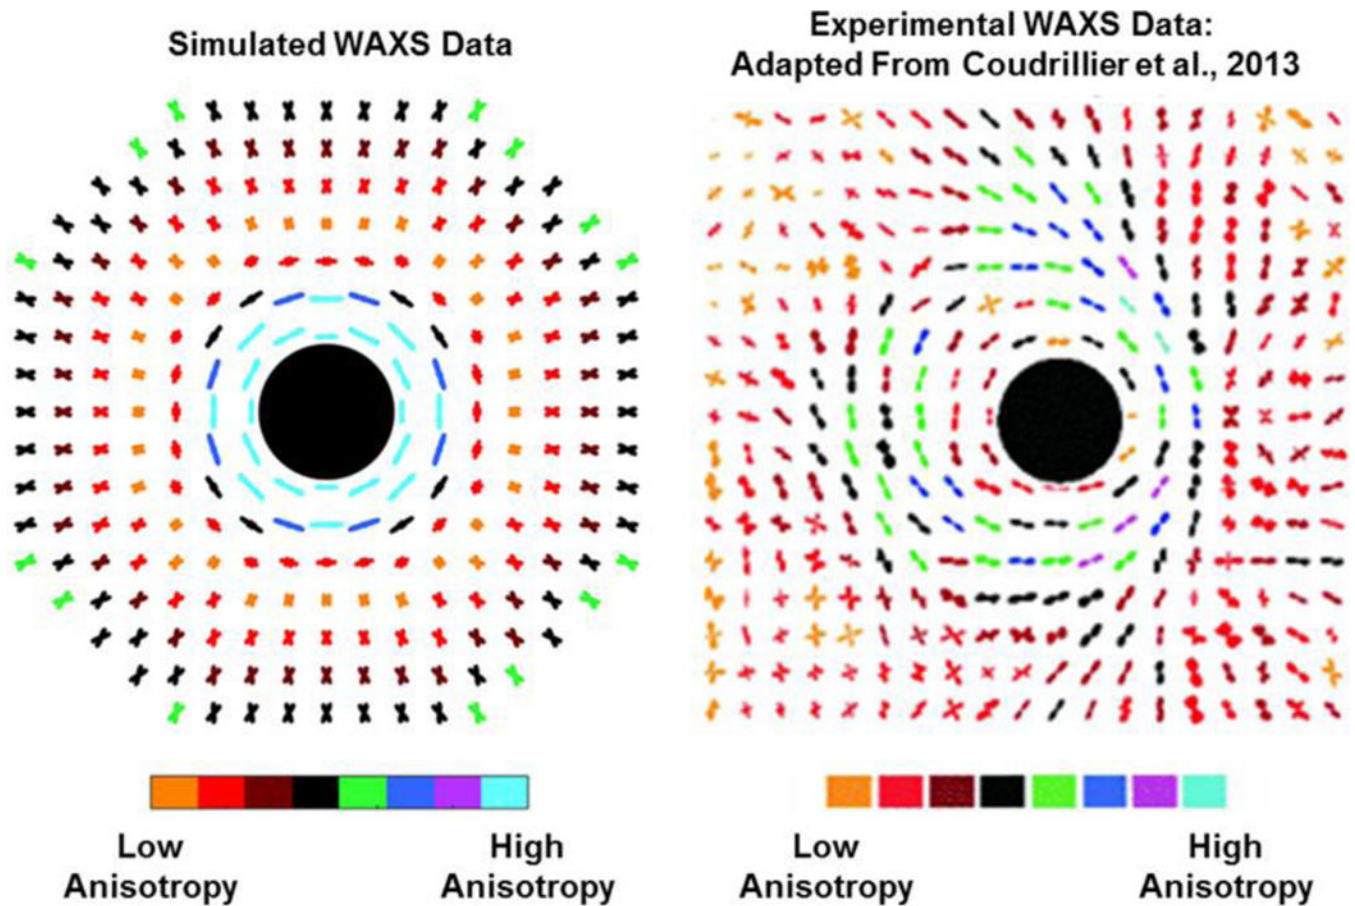 Simulated WAXS Data
Experimental WAXS Data:
Adapted From Coudrillier et al., 2013
Low
Anisotropy
High
Anisotropy
Low
Anisotropy
High
Anisotropy